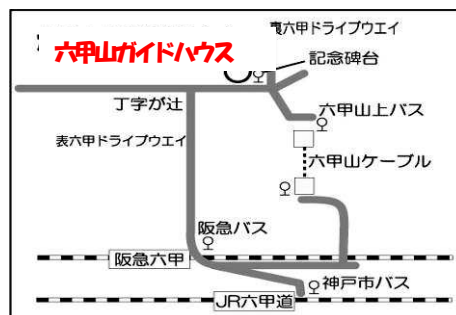 裏六甲ドライブウエイ
六甲山ガイドハウス
記念碑台
丁字が辻
六甲山上バス
表六甲ドライブウエイ
六甲山ケーブル
阪急バス
阪急六甲
神戸市バス
JR六甲道